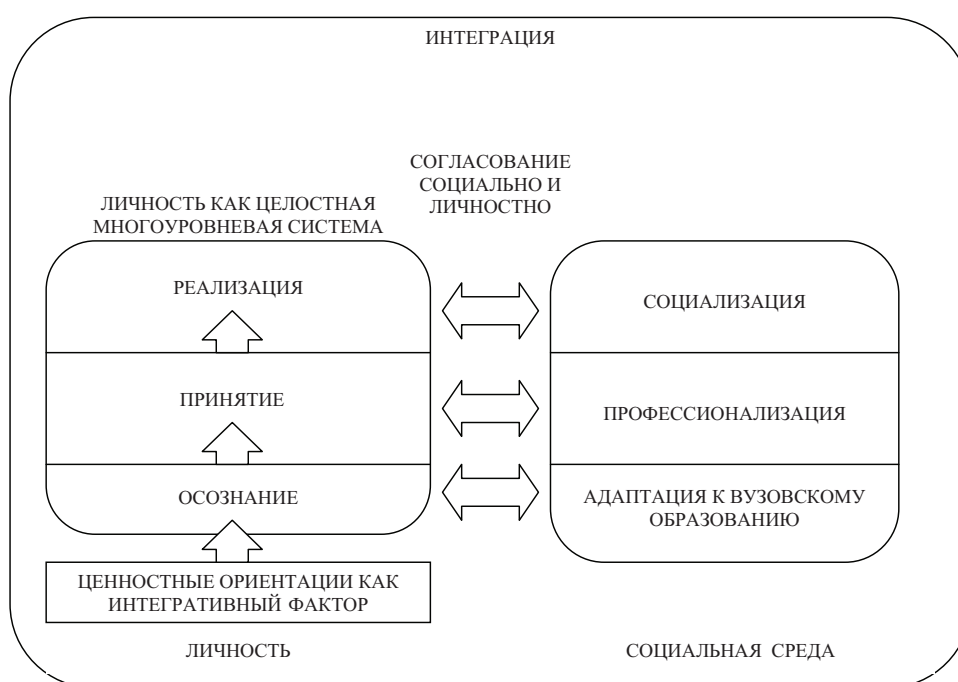 ИНТЕГРАЦИЯ
СОГЛАСОВАНИЕ
СОЦИАЛЬНО И
ЛИЧНОСТНО
ЛИЧНОСТЬ КАК ЦЕЛОСТНАЯ
МНОГОУРОВНЕВАЯ СИСТЕМА
РЕАЛИЗАЦИЯ
СОЦИАЛИЗАЦИЯ
ПРИНЯТИЕ
ПРОФЕССИОНАЛИЗАЦИЯ
ОСОЗНАНИЕ
АДАПТАЦИЯ К ВУЗОВСКОМУ
ОБРАЗОВАНИЮ
ЦЕННОСТНЫЕ ОРИЕНТАЦИИ КАК
ИНТЕГРАТИВНЫЙ ФАКТОР
ЛИЧНОСТЬ
СОЦИАЛЬНАЯ СРЕДА